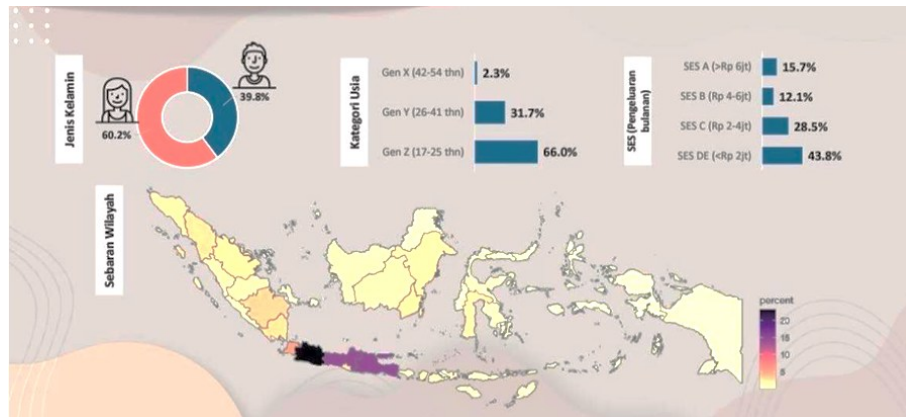 Jenis Kelamin
39.8%
60.2%
Kategori Usia
Gen X (42-54 thn)
2.3%
Gen Y (26-41 thn)
31.7%
Gen Z (17-25 thn)
66.0%
SES (Pengeluaran
bulanan)
SES A (>Rp 6jt)
15.7%
SES B (Rp 4-6jt)
12.1%
SES C (Rp 2-4jt)
28.5%
SES DE (<Rp 2jt)
43.8%
Sebaran Wilayah
percent
20
15
10
5